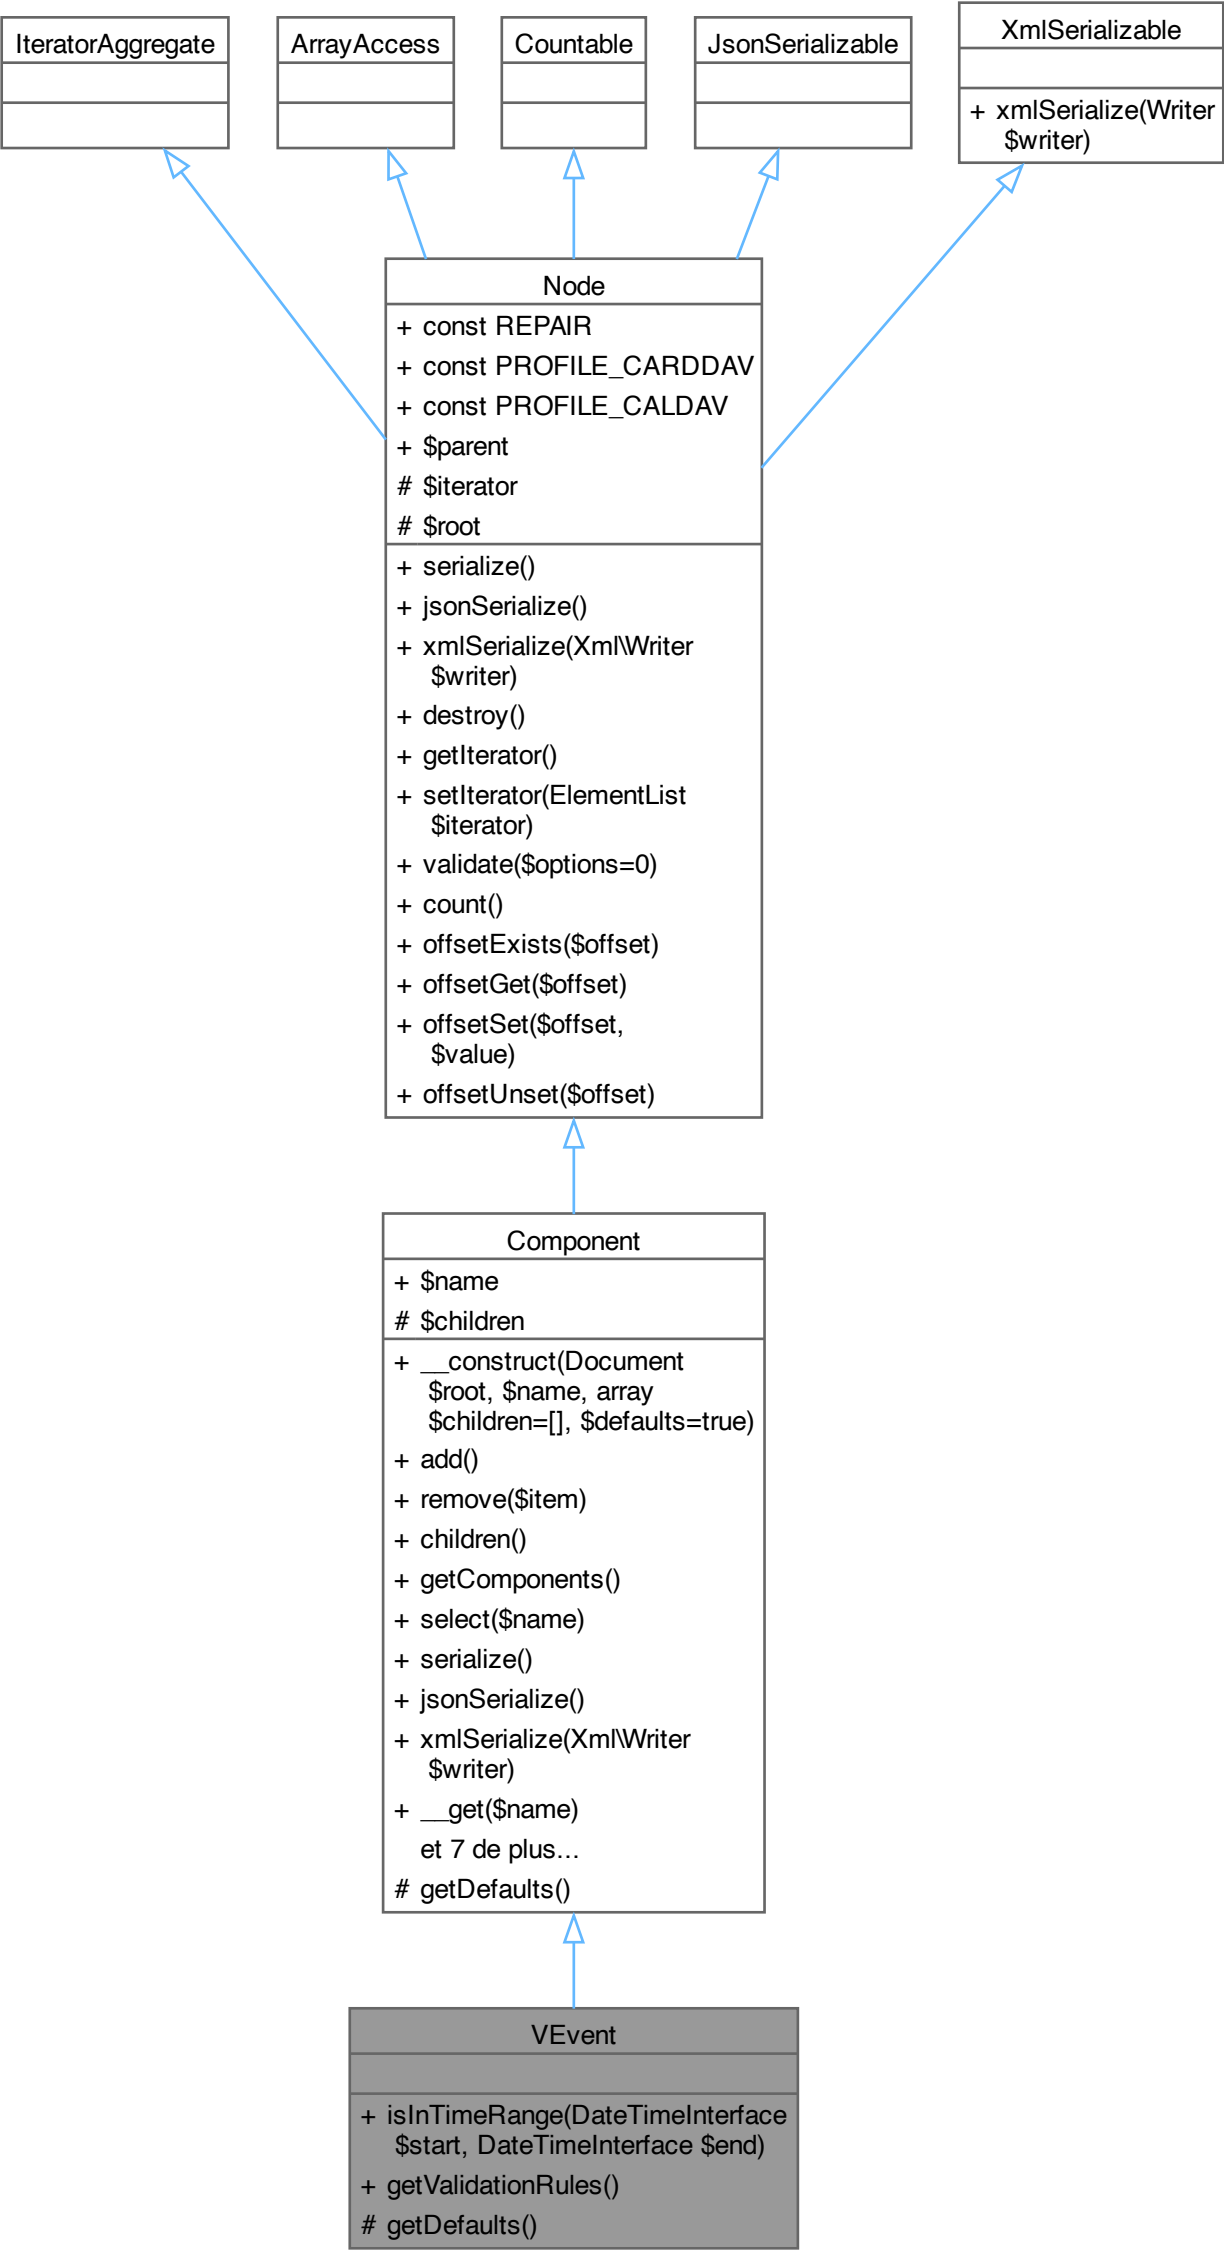 IteratorAggregate
ArrayAccess
Countable
JsonSerializable
XmlSerializable
+ xmlSerialize(Writer
$writer)
Node
+ const REPAIR
+ const PROFILE_CARDDAV
+ const PROFILE_CALDAV
+ $parent
# $iterator
# $root
+ serialize()
+ jsonSerialize()
+ xmlSerialize(Xml\Writer
$writer)
+ destroy()
+ getIterator()
+ setIterator(ElementList
$iterator)
+ validate($options=0)
+ count()
+ offsetExists($offset)
+ offsetGet($offset)
+ offsetSet($offset,
$value)
+ offsetUnset($offset)
Component
+ $name
# $children
+ __construct(Document
$root, $name, array
$children=[], $defaults=true)
+ add()
+ remove($item)
+ children()
+ getComponents()
+ select($name)
+ serialize()
+ jsonSerialize()
+ xmlSerialize(Xml\Writer
$writer)
+ __get($name)
et 7 de plus...
# getDefaults()
VEvent
+ isInTimeRange(DateTimeInterface
$start, DateTimeInterface $end)
+ getValidationRules()
# getDefaults()